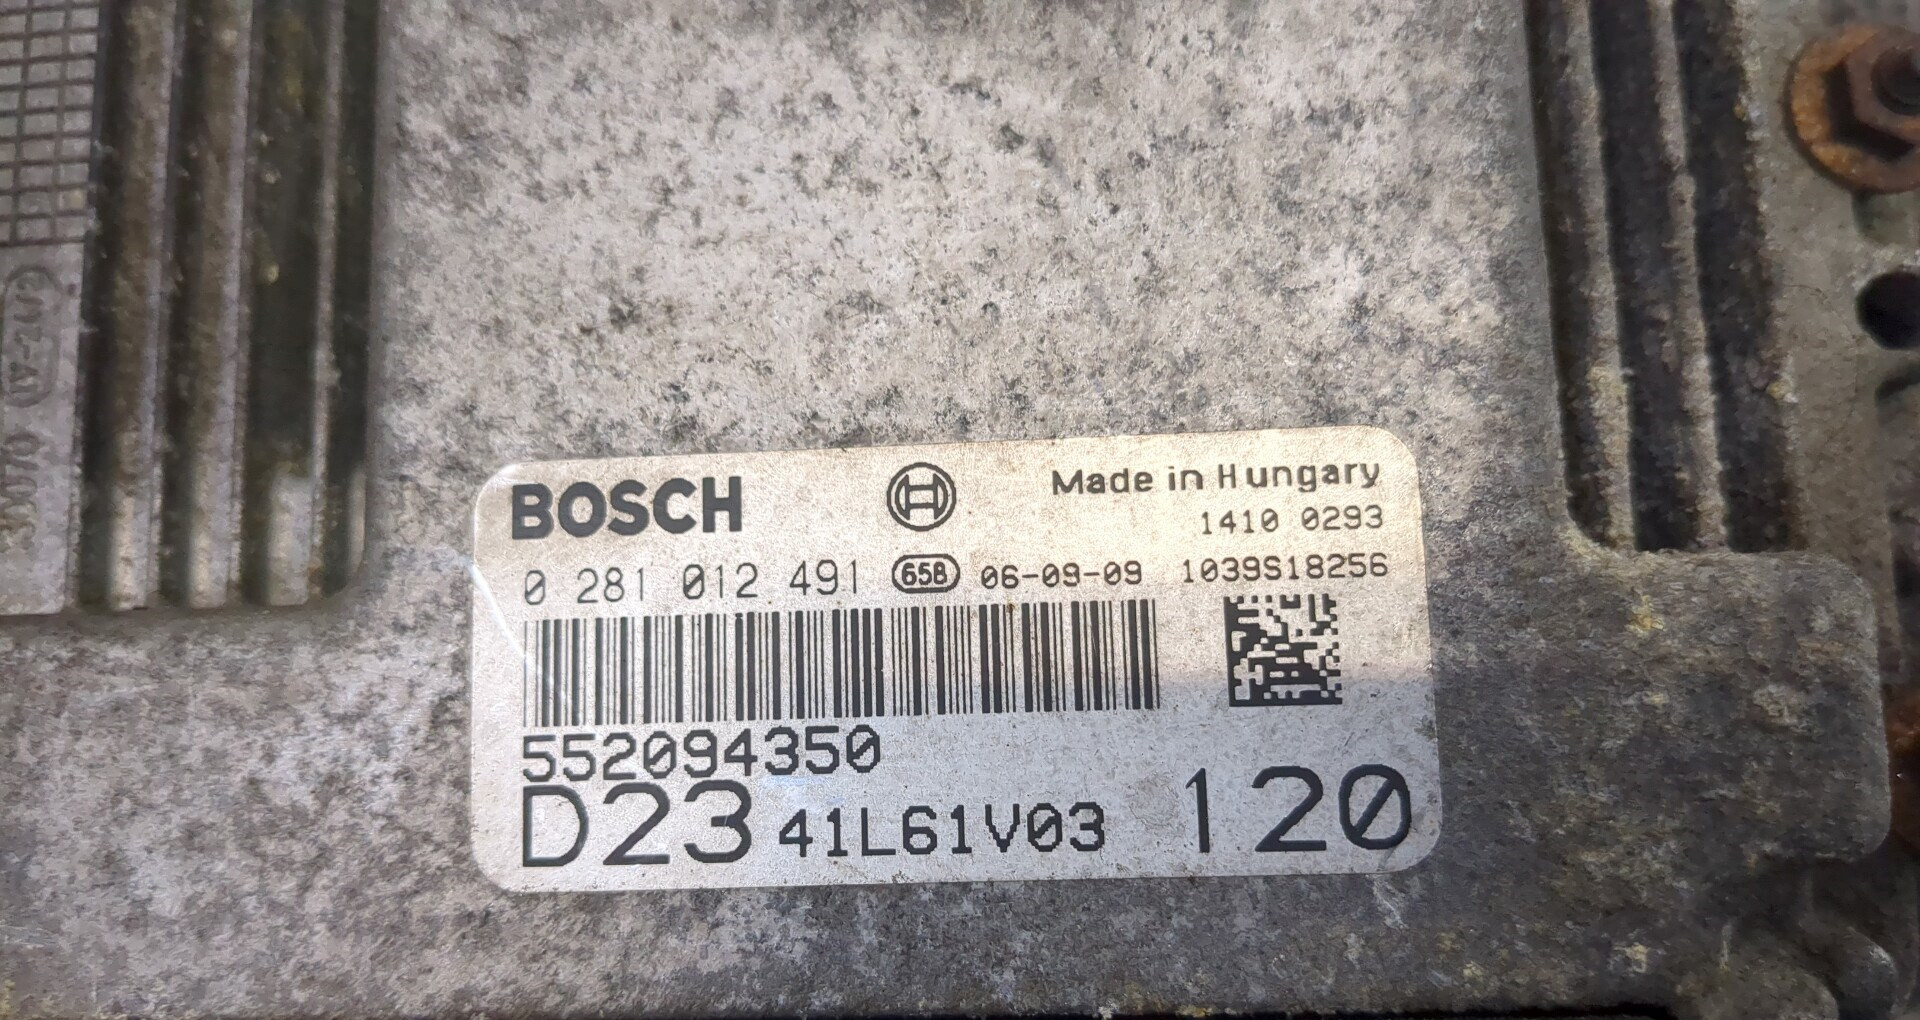 BOSCH
Made in Hungary
1410 0293
0 281 012 491 658 06-09-09 1039S18256
552094350
D23 41L61V03 120